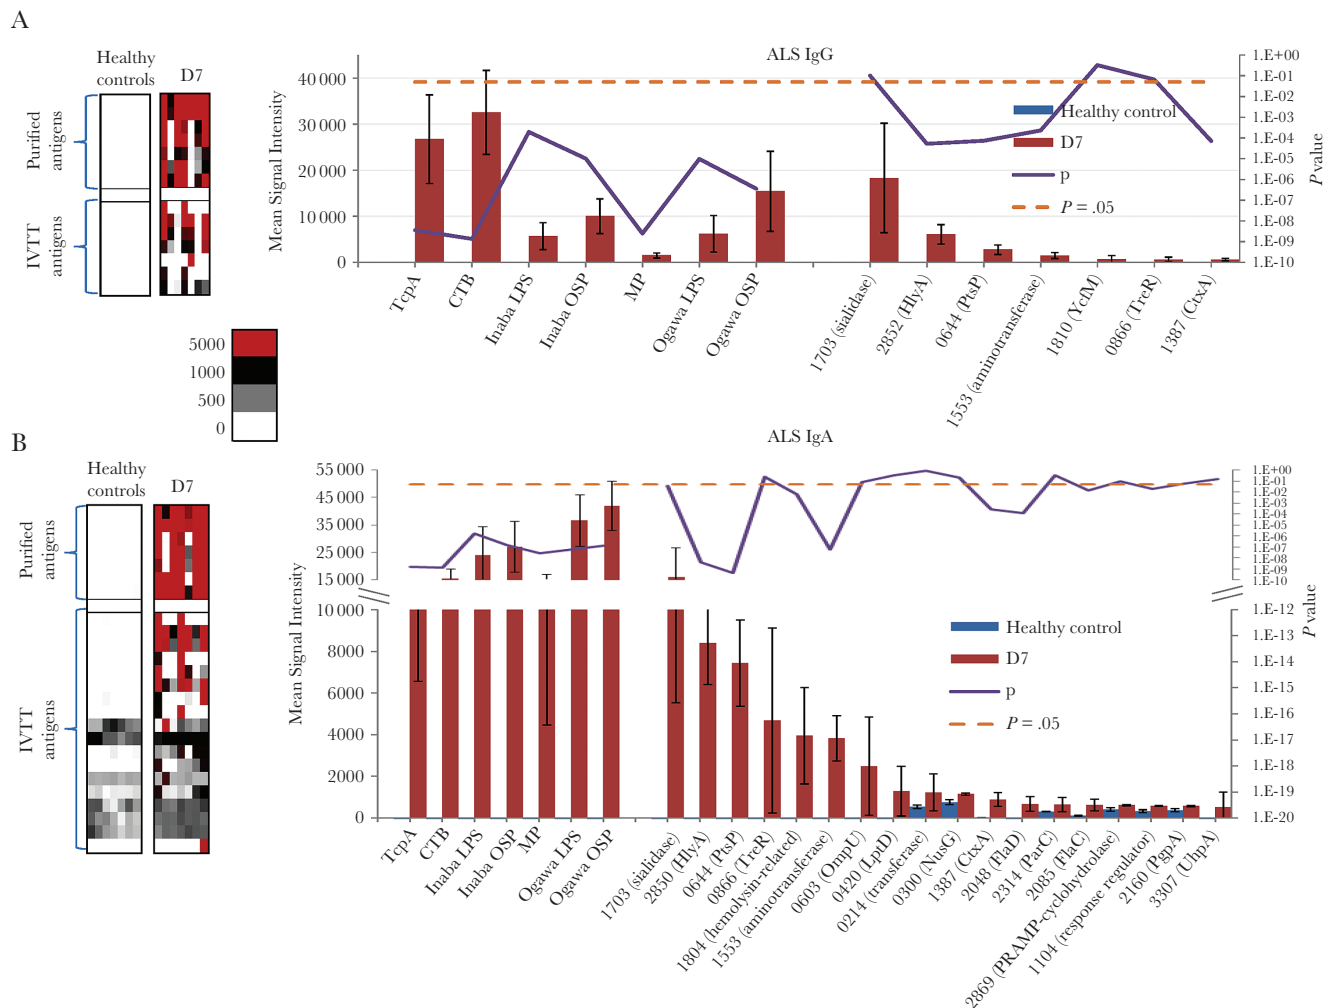 A
Healthy
controls
D7
Purified
antigens
IVTT
antigens
5000
1000
500
0
ALS IgG
Mean Signal Intensity
40 000
30 000
20 000
10 000
0
1.E+00
1.E-01
1.E-02
1.E-03
1.E-04
1.E-05
1.E-06
1.E-07
1.E-08
1.E-09
1.E-10
P value
Healthy control
D7
p
P = .05
TcpA
CTB
Inaba LPS
Inaba OSP
MP
Ogawa LPS
Ogawa OSP
1703 (sialidase)
2852 (HlyA)
0644 (PtsP)
1553 (aminotransferase)
1810 (YcfM)
0866 (TreR)
1387 (CtxA)
B
Healthy
controls
D7
Purified
antigens
IVTT
antigens
ALS IgA
Mean Signal Intensity
55 000
45 000
35 000
25 000
15 000
10 000
8000
6000
4000
2000
0
1.E+00
1.E-01
1.E-02
1.E-03
1.E-04
1.E-05
1.E-06
1.E-07
1.E-08
1.E-09
1.E-10
1.E-12
1.E-13
1.E-14
1.E-15
1.E-16
1.E-17
1.E-18
1.E-19
1.E-20
P value
Healthy control
D7
p
P = .05
TcpA
CTB
Inaba LPS
Inaba OSP
MP
Ogawa LPS
Ogawa OSP
1703 (sialidase)
2850 (HlyA)
0644 (PtsP)
0866 (TreR)
1804 (hemolysin-related)
1553 (aminotransferase)
0603 (OmpU)
0420 (LptD)
0214 (transferase)
0300 (NusG)
1387 (CtxA)
2048 (FlaD)
2314 (ParC)
2085 (FlaC)
2869 (PRAMP-cyclohydrolase)
1104 (response regulator)
2160 (PgpA)
3307 (UhpA)